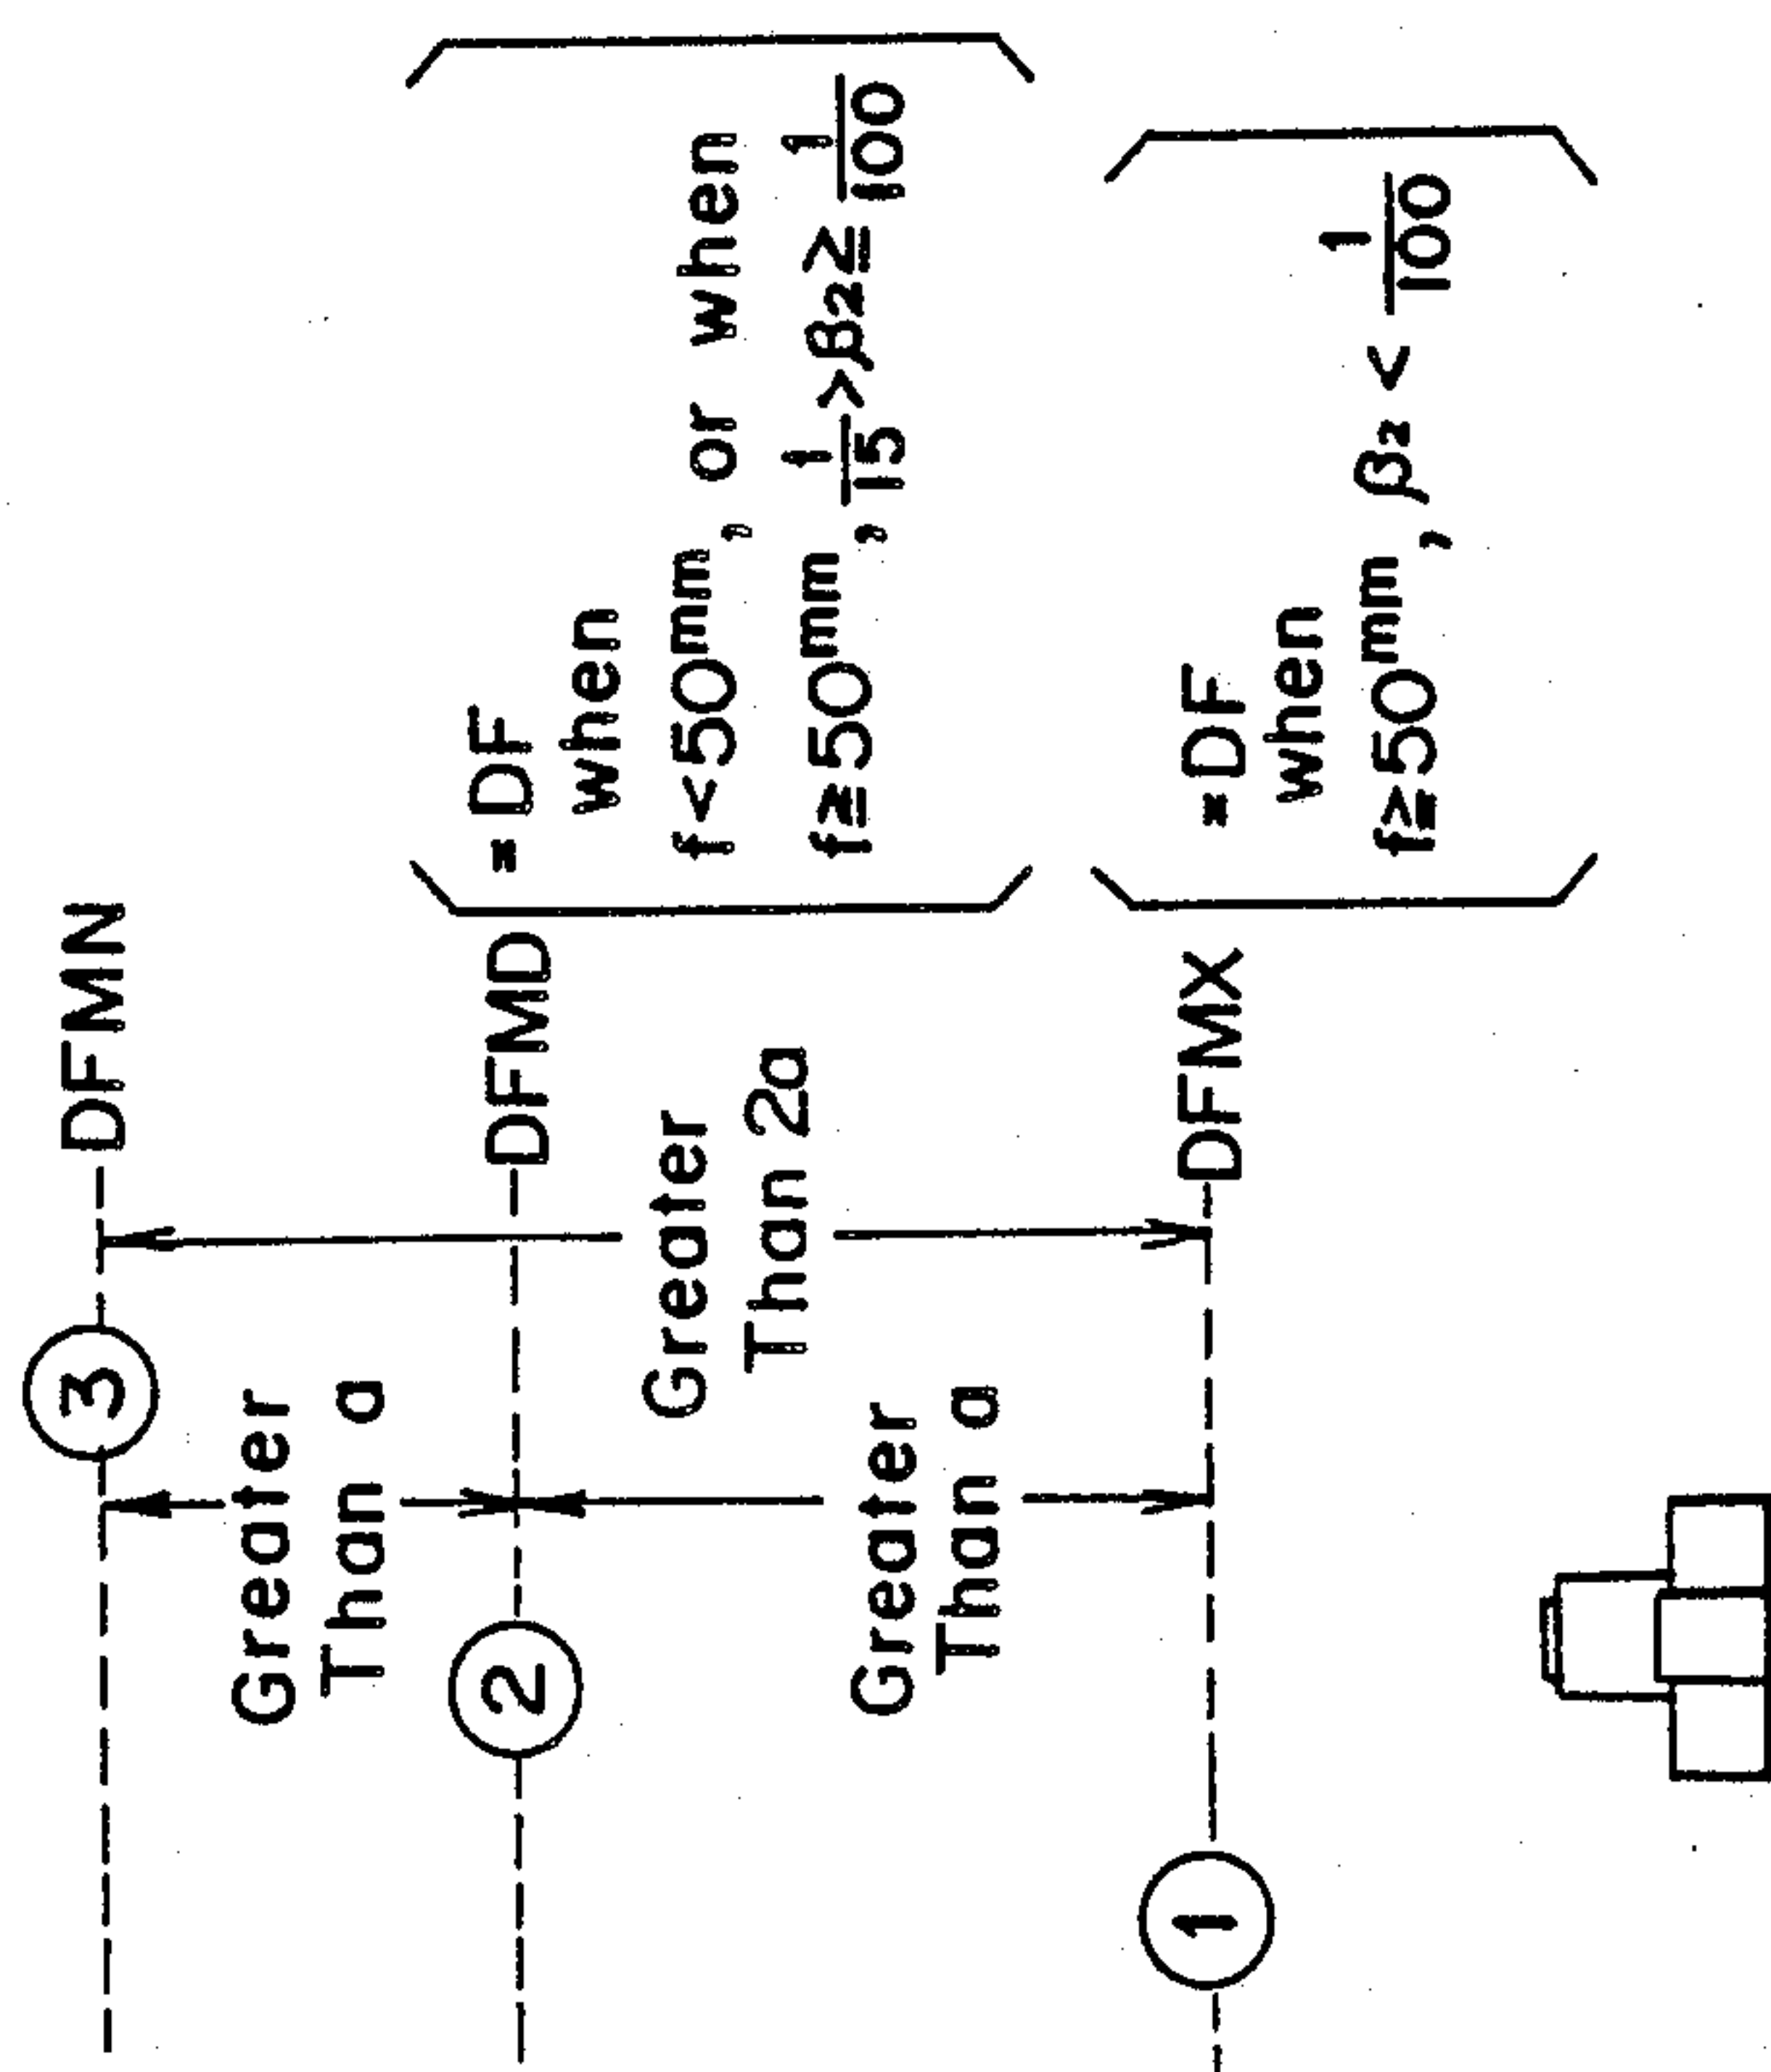 3 DFMN
Greater
Than a
2 DFMD =DF
when
f<50mm, or when
f≧50mm, 1/15>β2≧1/100
Greater
Than 2a
Greater
Than a
1 DFMX =DF
when
f≧50mm, β2 < 1/100